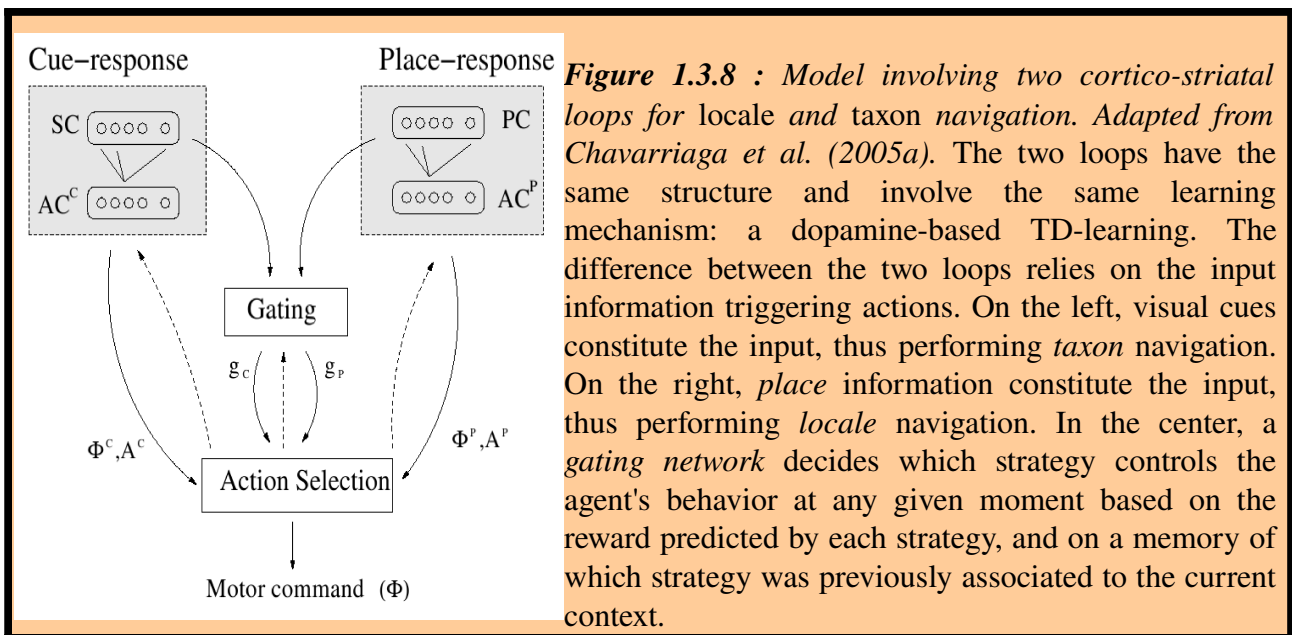 Cue–response
Place–response
SC
PC
AC^C
AC^P
Gating
g_C
g_P
Φ^C,A^C
Φ^P,A^P
Action Selection
Motor command (Φ)
Figure 1.3.8 : Model involving two cortico-striatal
loops for locale and taxon navigation. Adapted from
Chavarriaga et al. (2005a). The two loops have the
same structure and involve the same learning
mechanism: a dopamine-based TD-learning. The
difference between the two loops relies on the input
information triggering actions. On the left, visual cues
constitute the input, thus performing taxon navigation.
On the right, place information constitute the input,
thus performing locale navigation. In the center, a
gating network decides which strategy controls the
agent's behavior at any given moment based on the
reward predicted by each strategy, and on a memory of
which strategy was previously associated to the current
context.